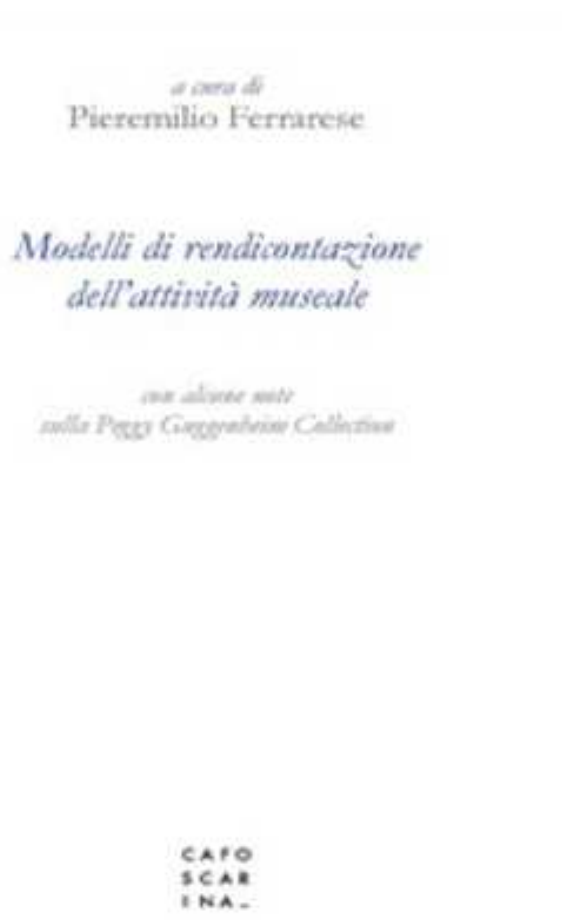 a cura di
Pieremilio Ferrarese
Modelli di rendicontazione
dell'attività museale
con alcune note
sulla Peggy Guggenheim Collection
CAFO
SCAR
INA_